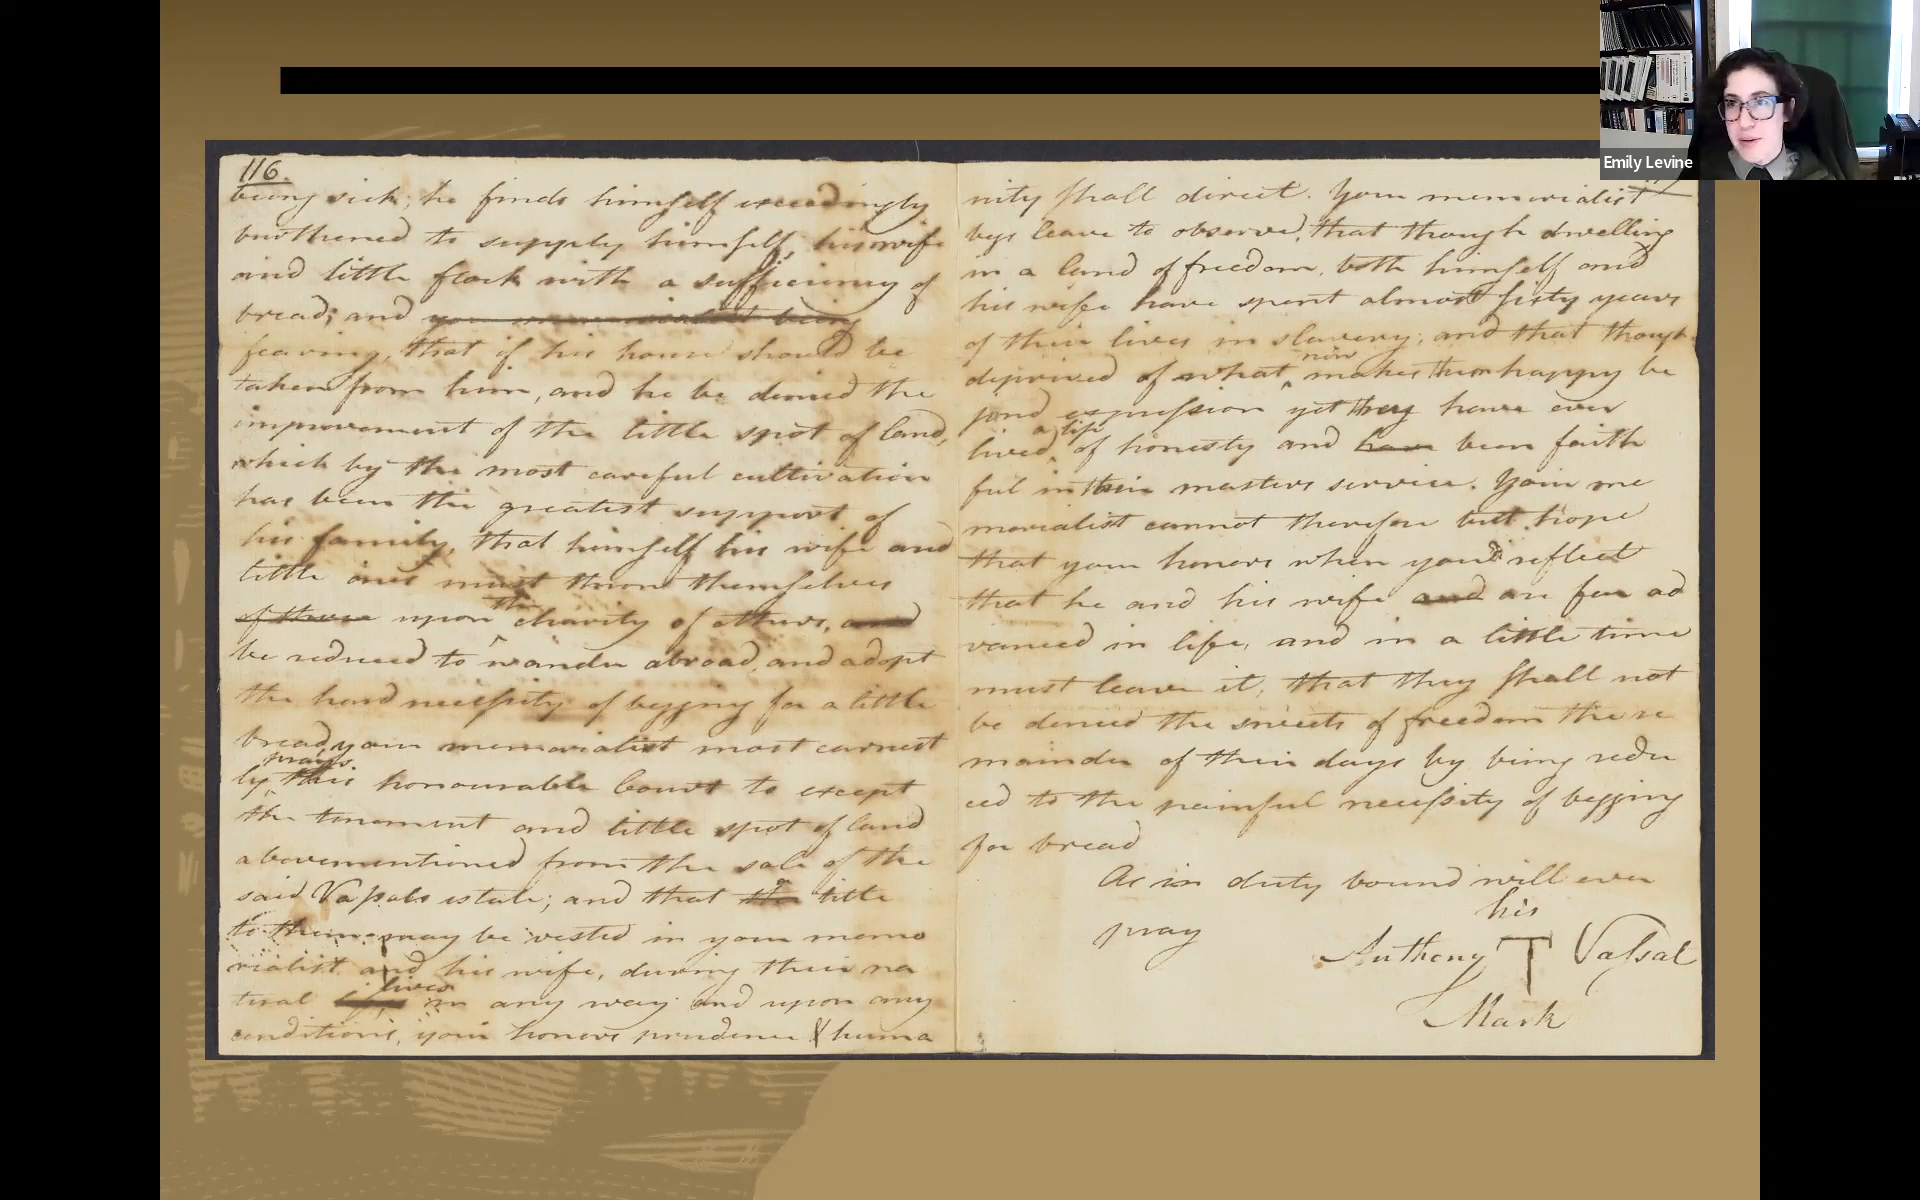 116.
being sick; he finds himself exceedingly
burthened to supply himself, his wife
and little flock with a sufficiency of
bread; and your memorialist being
fearing, that if his house should be
taken from him, and he be denied the
improvement of the little spot of land,
which by the most careful cultivation
has been the greatest support of
his family, that himself his wife and
little ones must throw themselves
of throw upon the charity of others, and
be reduced to wander abroad, and adopt
the hard necessity of begging for a little
bread, your memorialist most earnest
ly prays this honourable Court to except
the tenament and little spot of land
abovementioned from the sale of the
said Vassals estate; and that the a title
to them may be vested in your memo
rialist and his wife, during their na
tural lives in any way and upon any
conditions, your honors prudence & huma
nity shall direct. Your memorialist
begs leave to observe, that though dwelling
in a land of freedom, both himself and
his wife have spent almost sixty years
of their lives in slavery; and that though
deprived of what now makes them happy be
yond expression yet they have ever
lived a life of honesty and have been faith
ful in their masters service. Your me
morialist cannot therefore but hope
that your honors when you reflect
that he and his wife and are far ad
vanced in life, and in a little time
must leave it, that they shall not
be denied the sweets of freedom the re
mainder of their days by being redu
ced to the painful necessity of begging
for bread
As in duty bound will ever
pray
his
Anthony T Vassal
Mark
Emily Levine